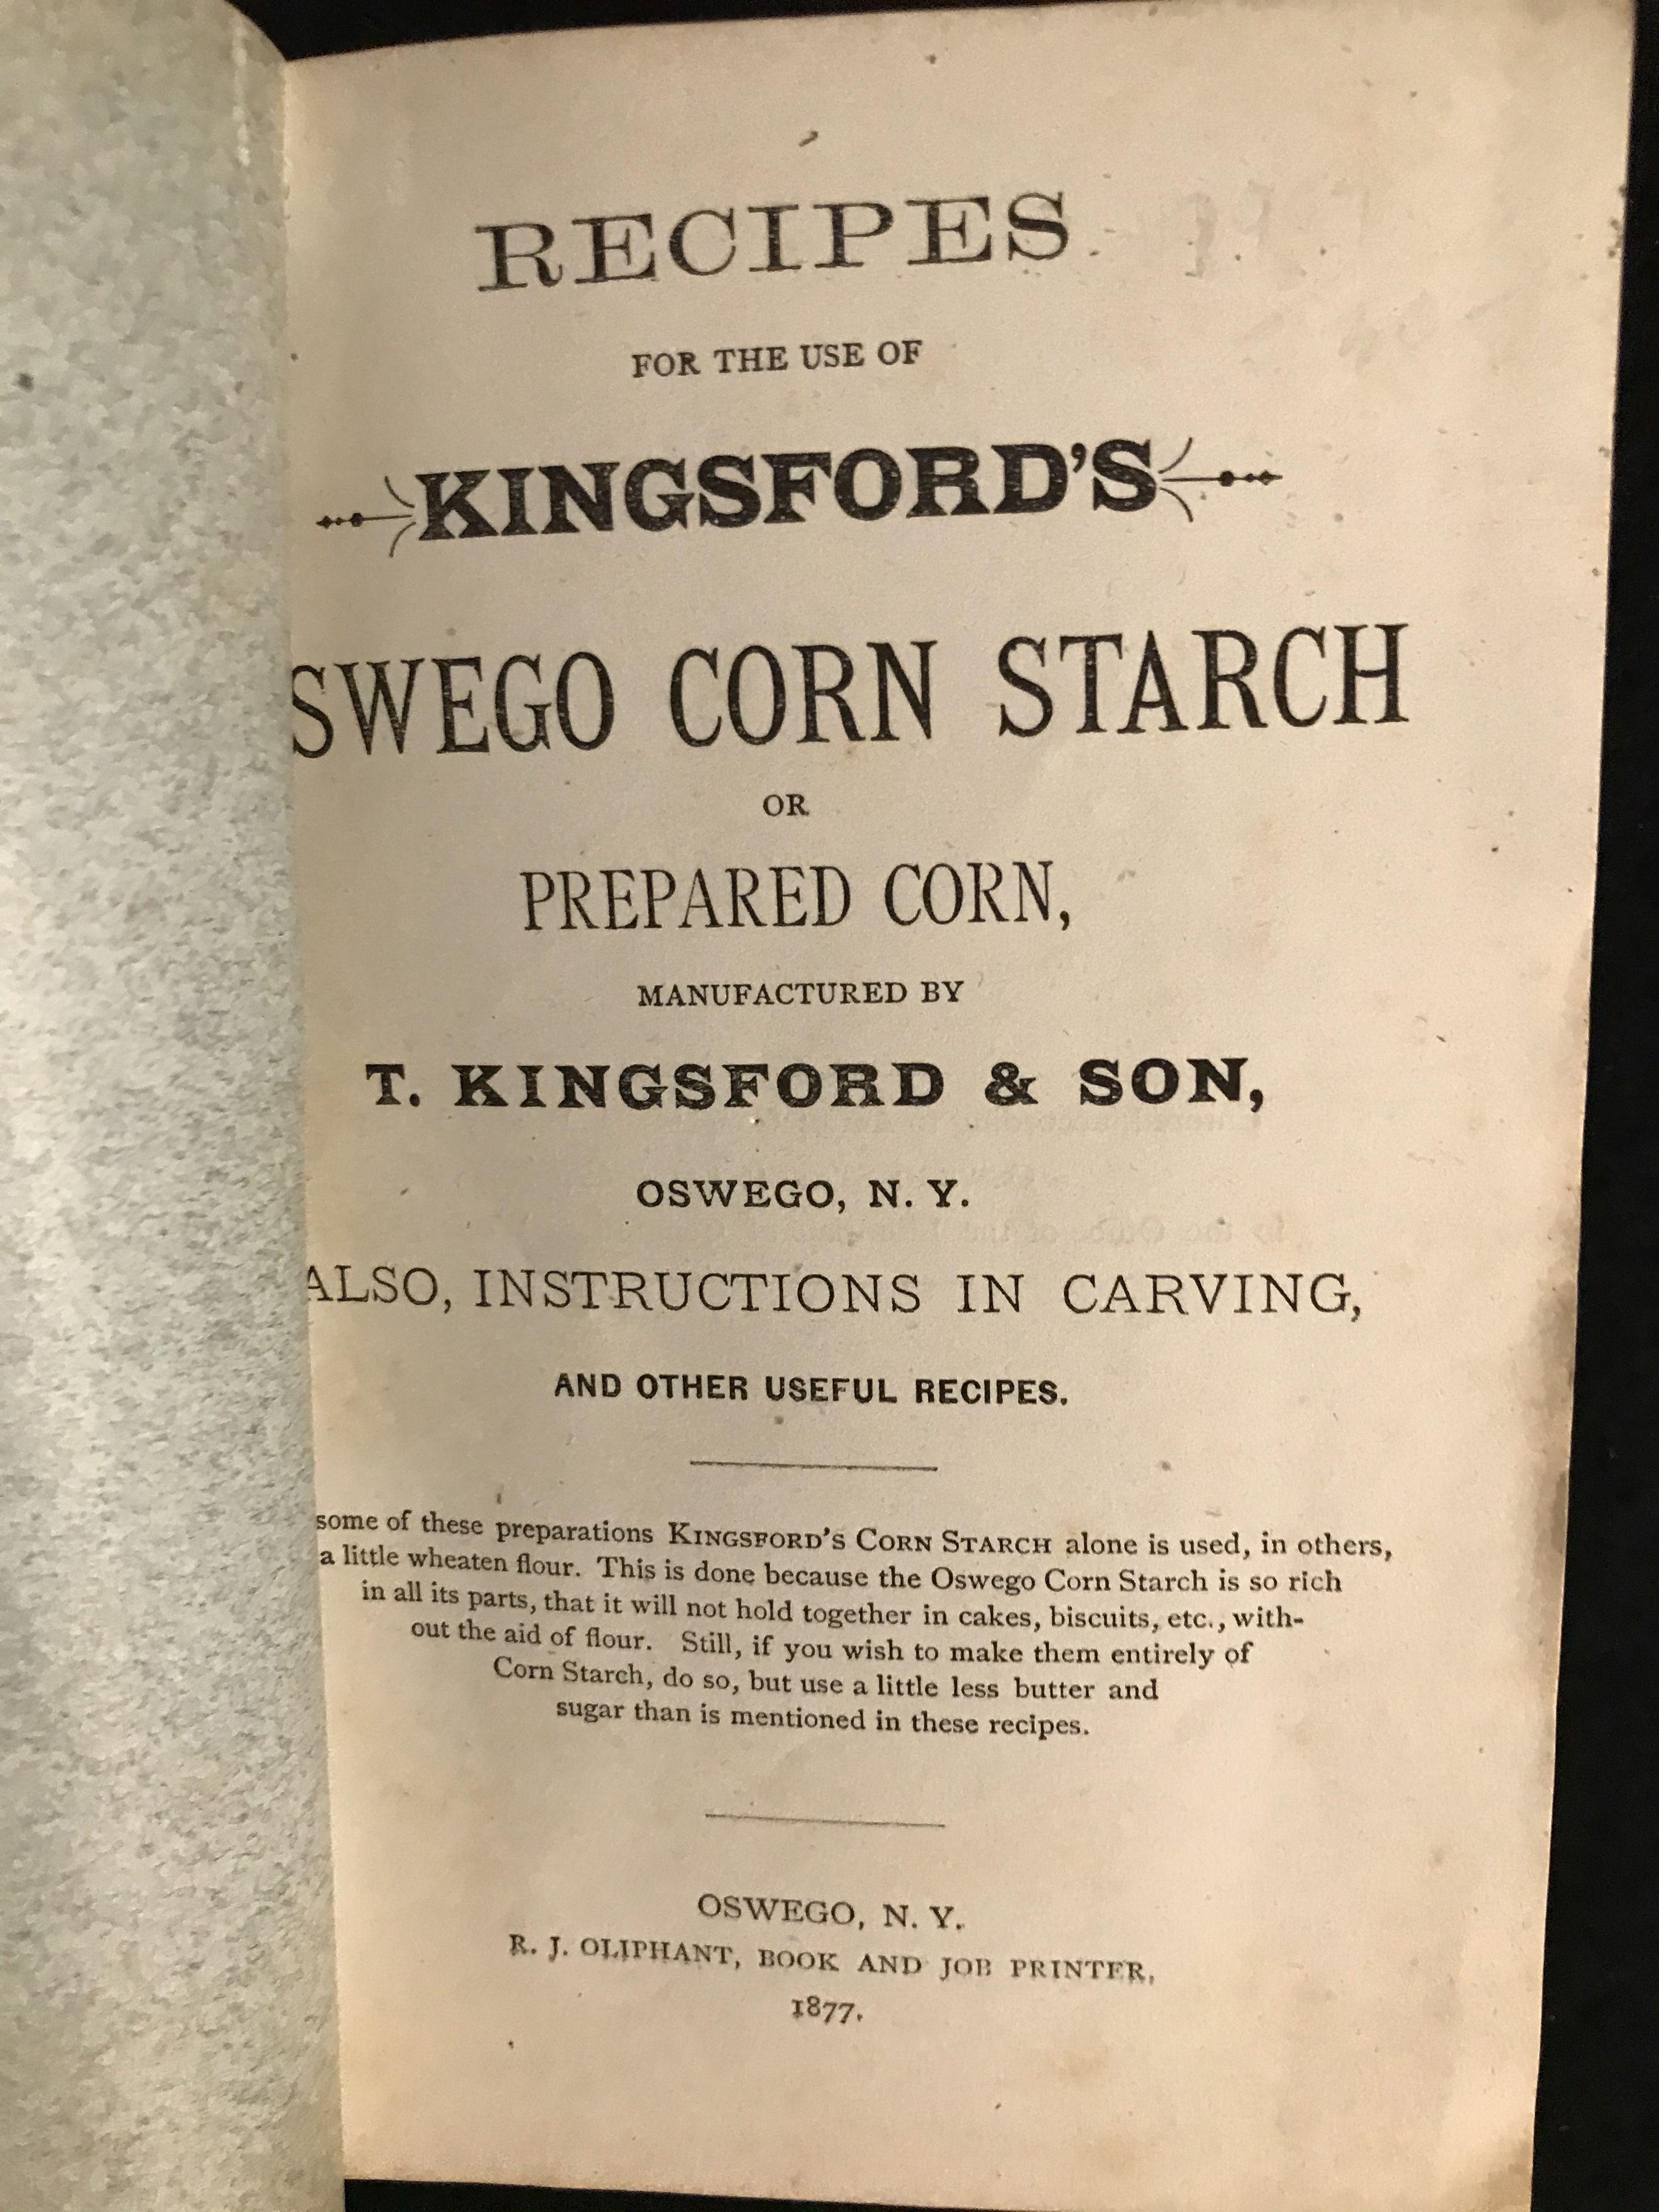 RECIPES
FOR THE USE OF
KINGSFORD'S
SWEGO CORN STARCH
OR
PREPARED CORN,
MANUFACTURED BY
T. KINGSFORD & SON,
OSWEGO, N. Y.
ALSO, INSTRUCTIONS IN CARVING,
AND OTHER USEFUL RECIPES.
some of these preparations KINGSFORD'S CORN STARCH alone is used, in others,
a little wheaten flour. This is done because the Oswego Corn Starch is so rich
in all its parts, that it will not hold together in cakes, biscuits, etc., with-
out the aid of flour. Still, if you wish to make them entirely of
Corn Starch, do so, but use a little less butter and
sugar than is mentioned in these recipes.
OSWEGO, N. Y.
R. J. OLIPHANT, BOOK AND JOB PRINTER,
1877.